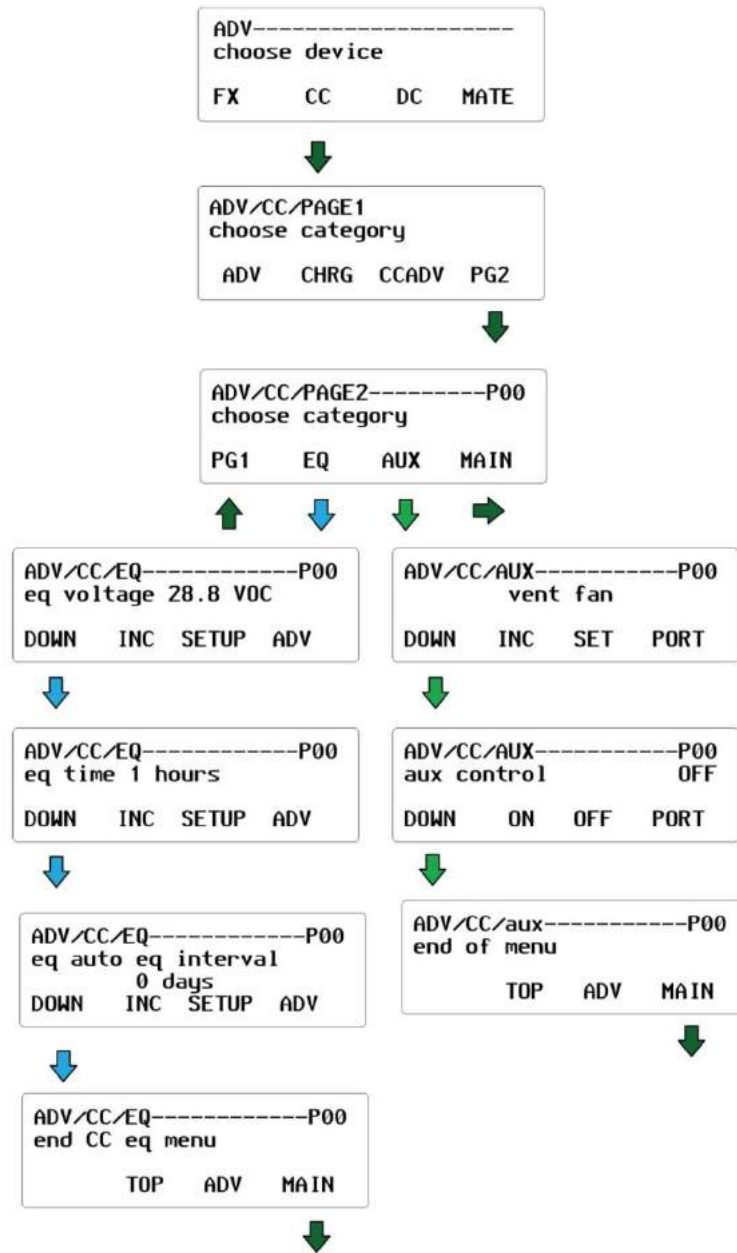 ADV---------------------
choose device
FX CC DC MATE
ADV/CC/PAGE1
choose category
ADV CHRG CCADV PG2
ADV/CC/PAGE2---------P00
choose category
PG1 EQ AUX MAIN
ADV/CC/EQ------------P00
eq voltage 28.8 VOC
DOWN INC SETUP ADV
ADV/CC/EQ------------P00
eq time 1 hours
DOWN INC SETUP ADV
ADV/CC/EQ------------P00
eq auto eq interval
0 days
DOWN INC SETUP ADV
ADV/CC/EQ------------P00
end CC eq menu
TOP ADV MAIN
ADV/CC/AUX-----------P00
vent fan
DOWN INC SET PORT
ADV/CC/AUX-----------P00
aux control OFF
DOWN ON OFF PORT
ADV/CC/aux-----------P00
end of menu
TOP ADV MAIN